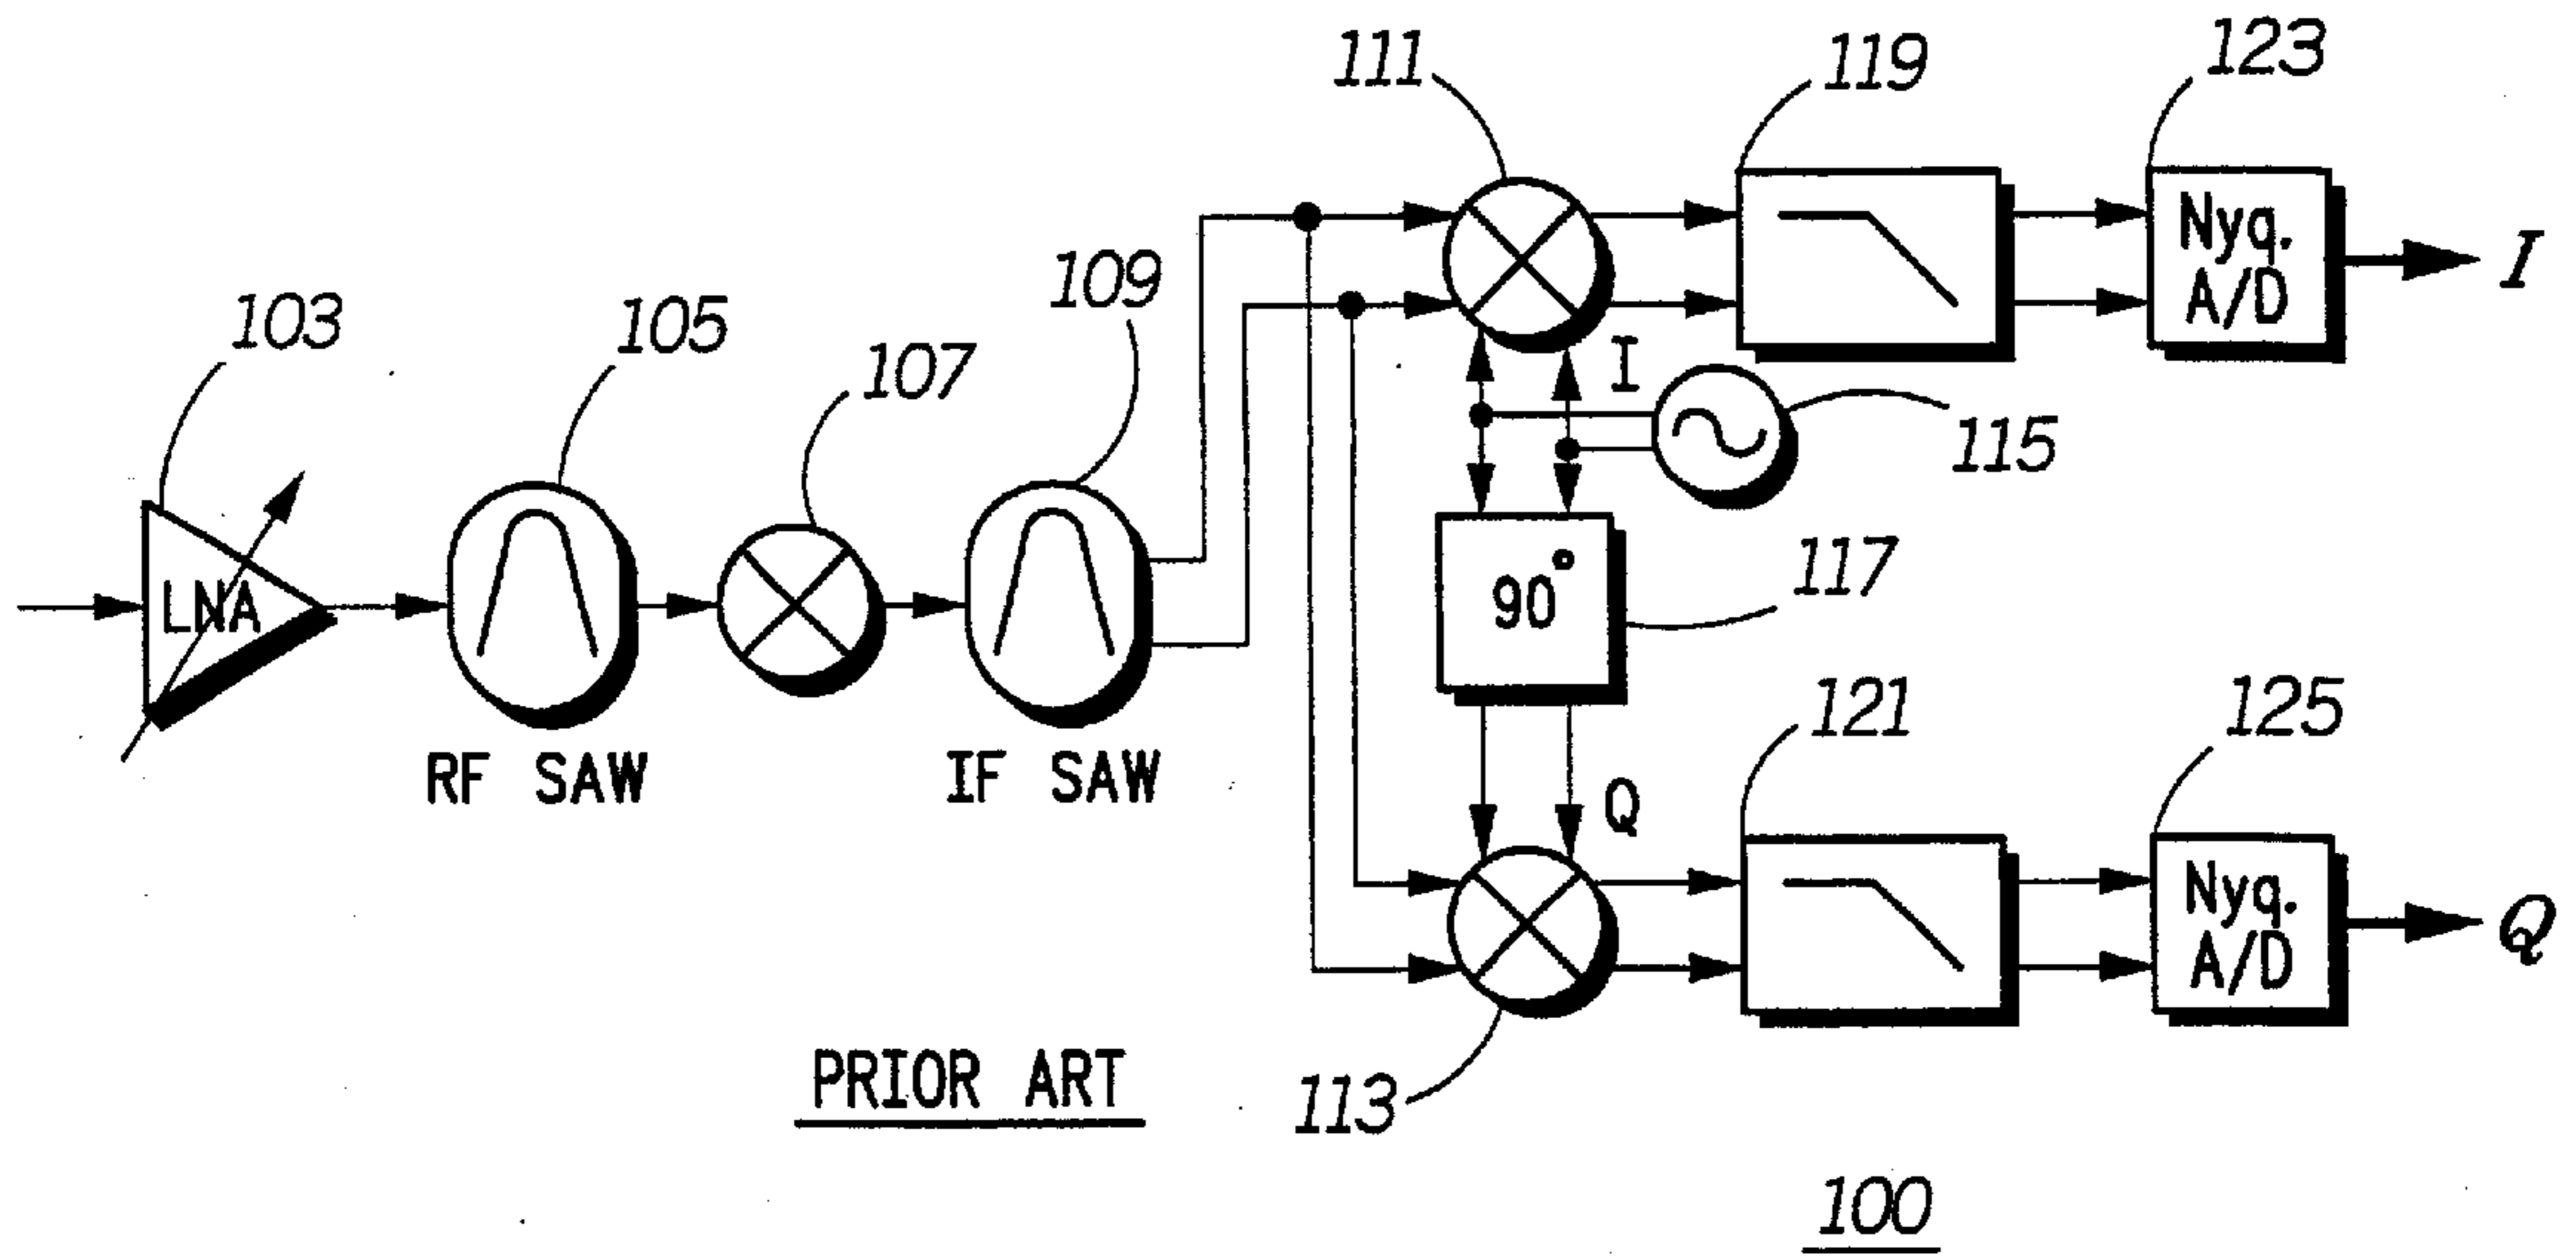 111
119
123
103
105
107
109
Nyq.
A/D
I
I
115
LNA
90°
117
RF SAW
IF SAW
121
125
Q
Nyq.
A/D
Q
PRIOR ART
113
100